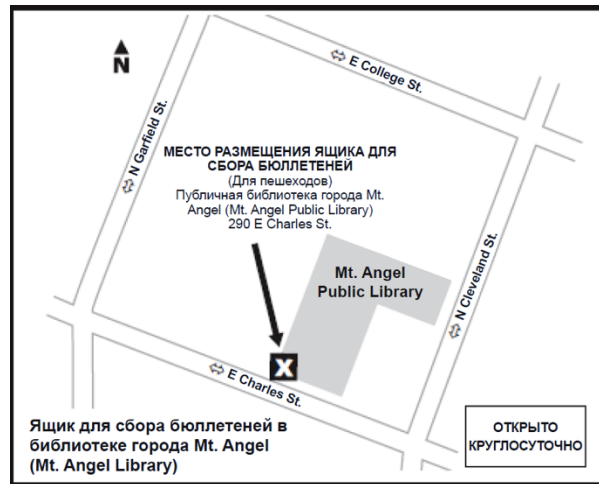 N
E College St.
N Garfield St.
МЕСТО РАЗМЕЩЕНИЯ ЯЩИКА ДЛЯ
СБОРА БЮЛЛЕТЕНЕЙ
(Для пешеходов)
Публичная библиотека города Mt.
Angel (Mt. Angel Public Library)
290 E Charles St.
Mt. Angel
Public Library
N Cleveland St.
X
E Charles St.
Ящик для сбора бюллетеней в
библиотеке города Mt. Angel
(Mt. Angel Library)
ОТКРЫТО
КРУГЛОСУТОЧНО